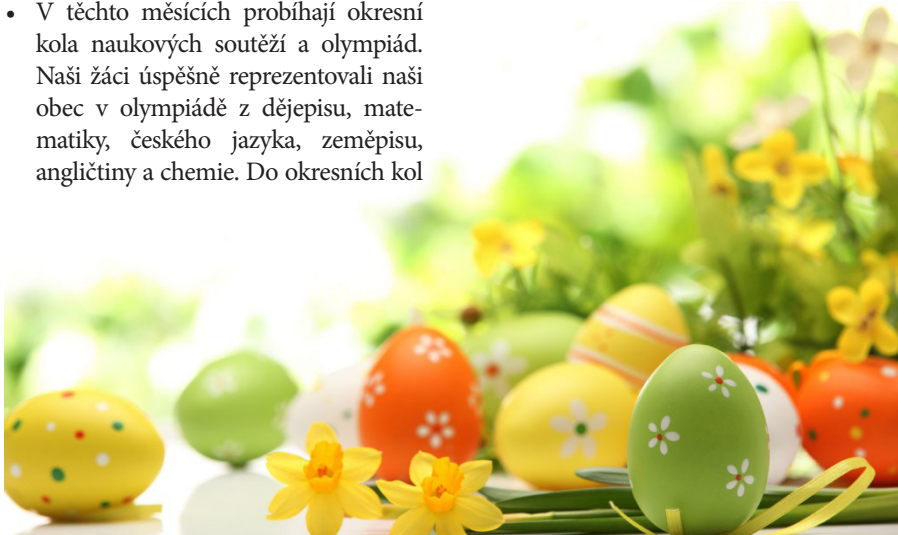 • V těchto měsících probíhají okresní
kola naukových soutěží a olympiád.
Naši žáci úspěšně reprezentovali naši
obec v olympiádě z dějepisu, mate-
matiky, českého jazyka, zeměpisu,
angličtiny a chemie. Do okresních kol